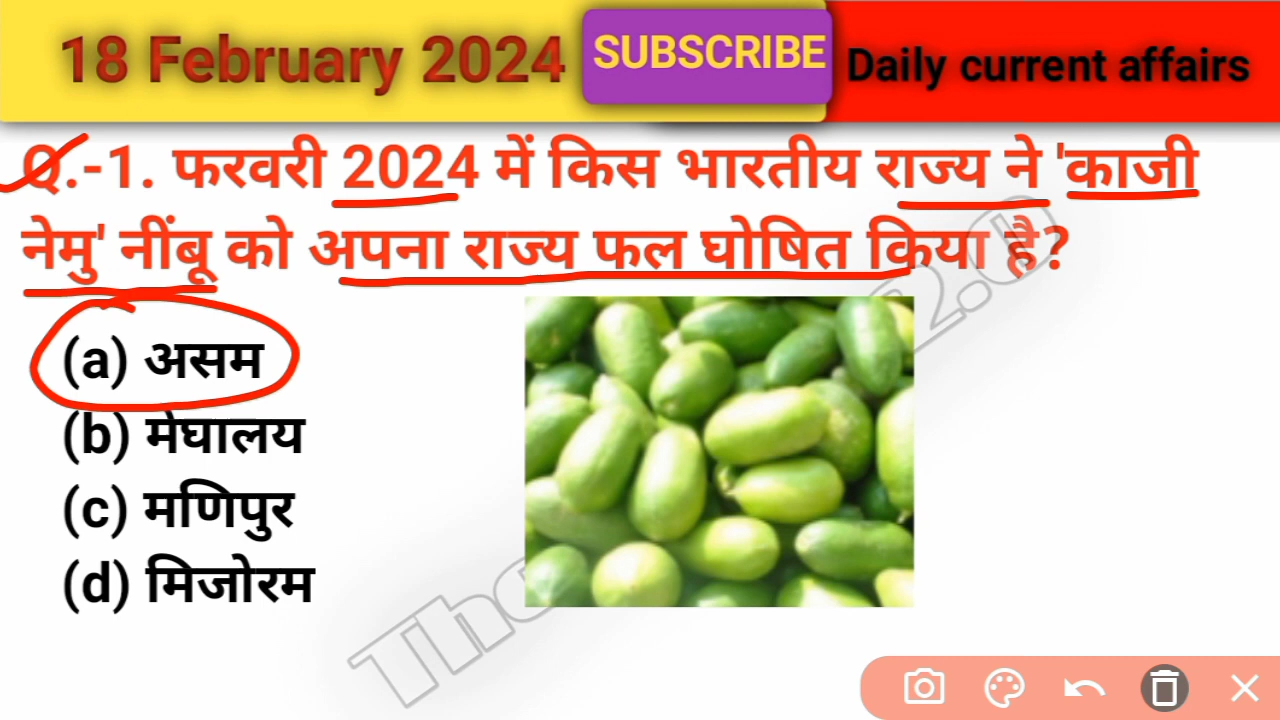 18 February 2024 SUBSCRIBE Daily current affairs
Q.-1. फरवरी 2024 में किस भारतीय राज्य ने 'काजी
नेमु' नींबू को अपना राज्य फल घोषित किया है?
(a) असम
(b) मेघालय
(c) मणिपुर
(d) मिजोरम